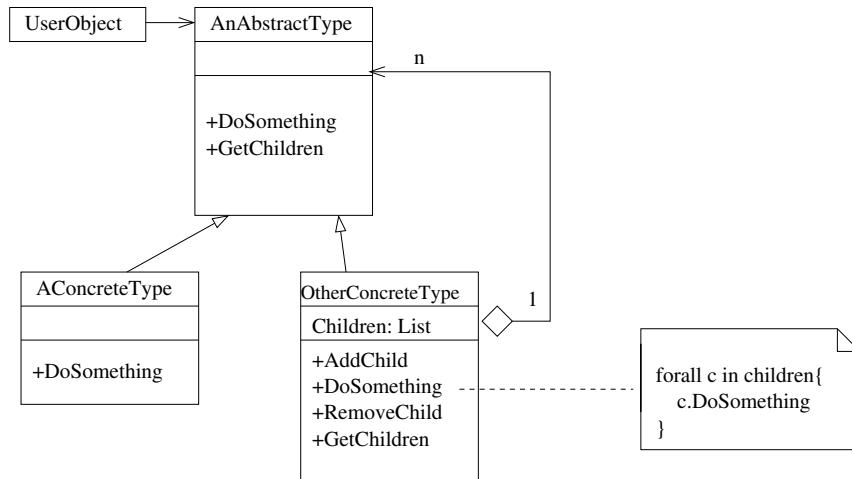 UserObject
AnAbstractType
n
+DoSomething
+GetChildren
AConcreteType
+DoSomething
OtherConcreteType
Children: List
1
+AddChild
+DoSomething
+RemoveChild
+GetChildren
forall c in children{
c.DoSomething
}